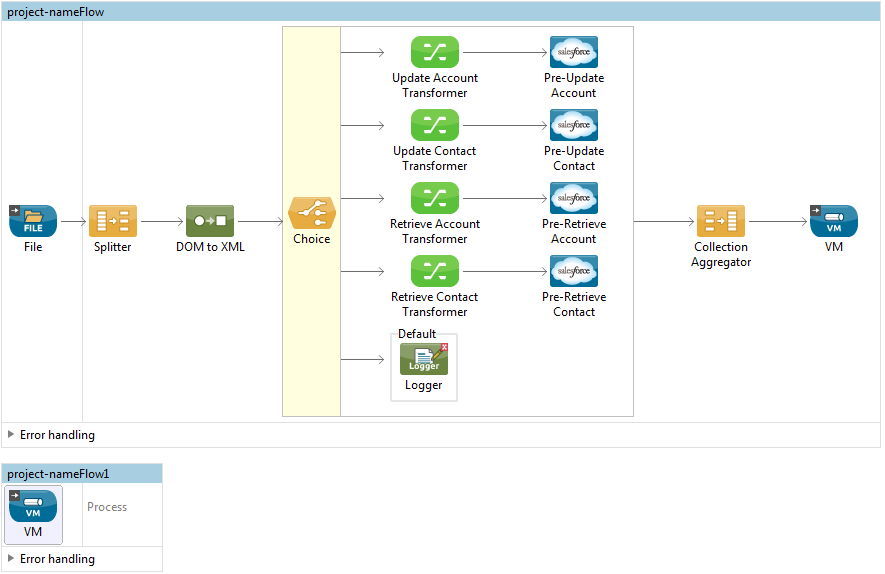 project-nameFlow
Update Account
Transformer
salesforce
Pre-Update
Account
Update Contact
Transformer
salesforce
Pre-Update
Contact
FILE
File
Splitter
DOM to XML
Choice
Retrieve Account
Transformer
salesforce
Pre-Retrieve
Account
Retrieve Contact
Transformer
salesforce
Pre-Retrieve
Contact
Default
Logger
Logger
Collection
Aggregator
VM
VM
Error handling
project-nameFlow1
VM
VM
Process
Error handling